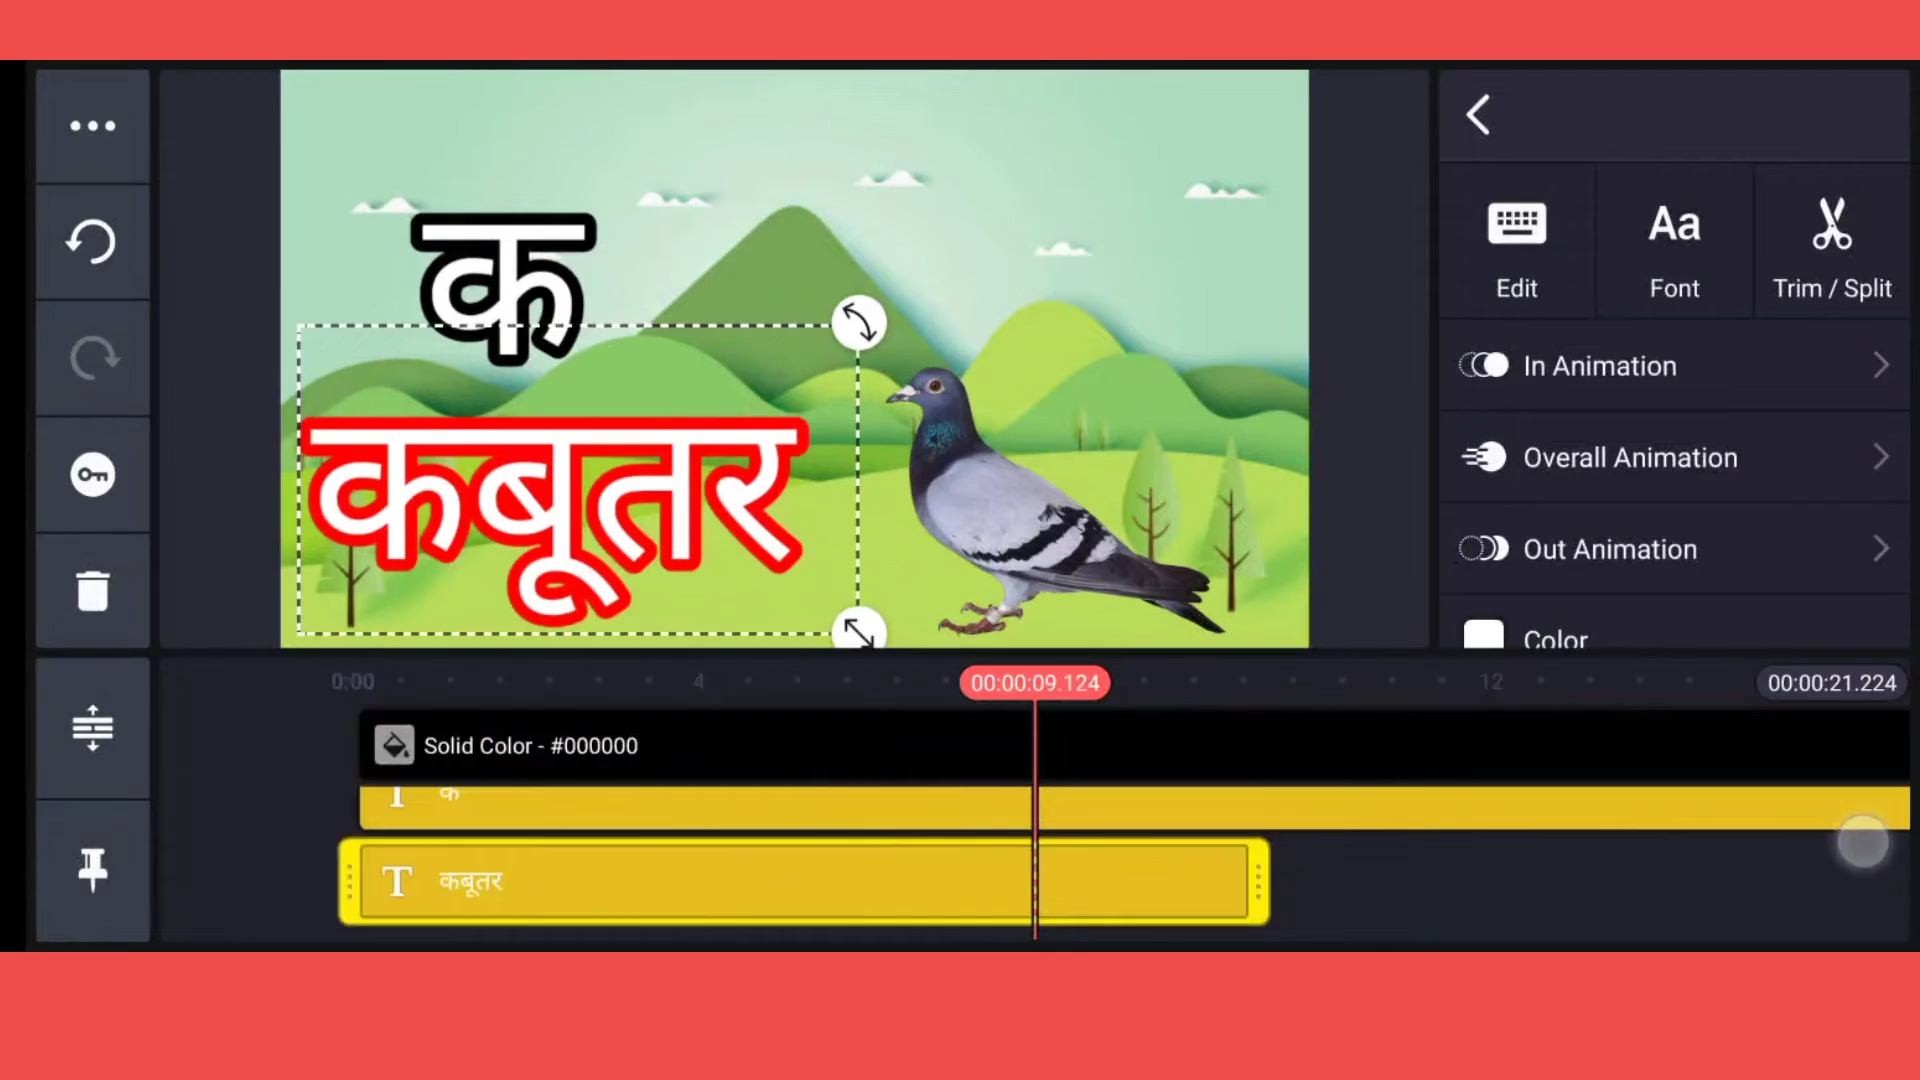 क
कबूतर
Edit
Font
Aa
Trim / Split
In Animation
Overall Animation
Out Animation
Color
0:00
4
00:00:09.124
12
00:00:21.224
Solid Color - #000000
T क
T कबूतर